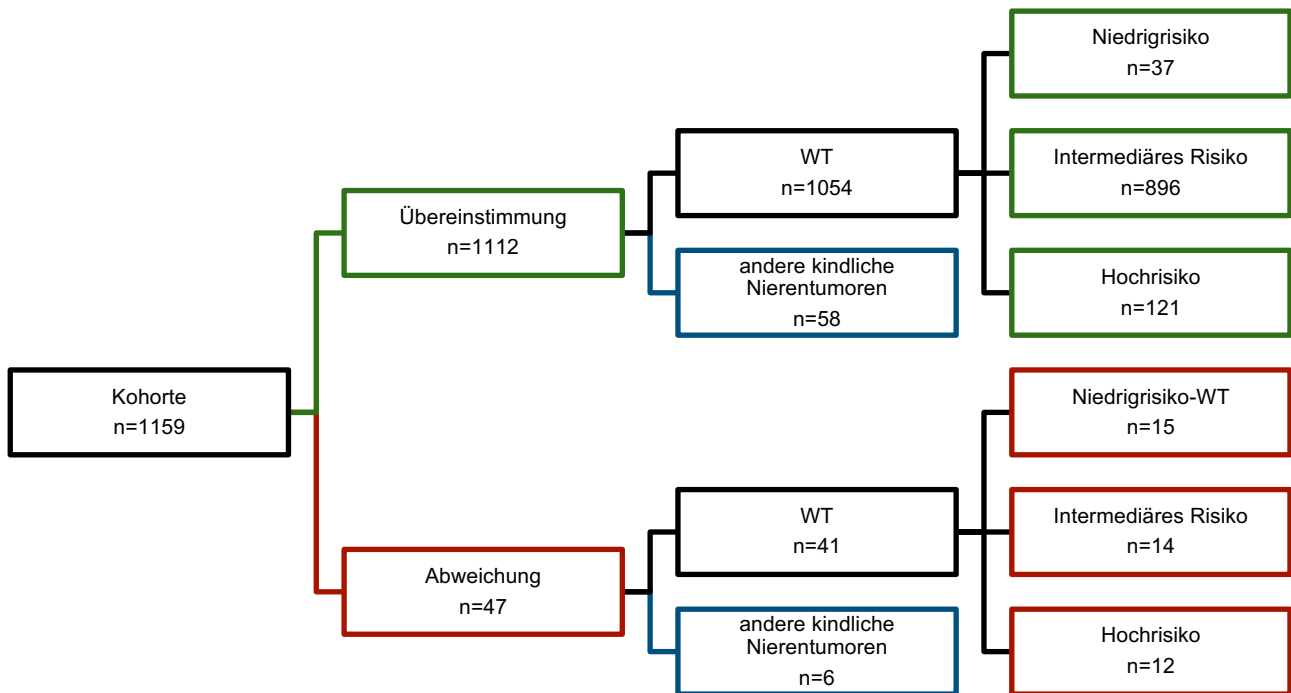 Kohorte
n=1159
Übereinstimmung
n=1112
WT
n=1054
andere kindliche
Nierentumoren
n=58
Niedrigrisiko
n=37
Intermediäres Risiko
n=896
Hochrisiko
n=121
Abweichung
n=47
WT
n=41
andere kindliche
Nierentumoren
n=6
Niedrigrisiko-WT
n=15
Intermediäres Risiko
n=14
Hochrisiko
n=12